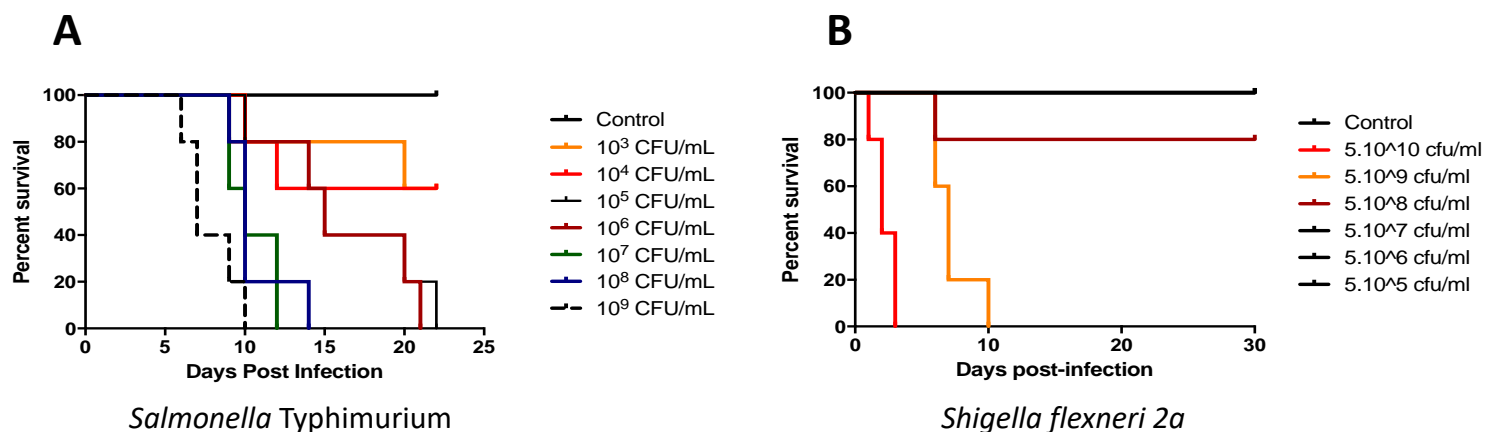 A
Percent survival
100
80
60
40
20
0
0 5 10 15 20 25
Days Post Infection
Control
10³ CFU/mL
10⁴ CFU/mL
10⁵ CFU/mL
10⁶ CFU/mL
10⁷ CFU/mL
10⁸ CFU/mL
10⁹ CFU/mL
Salmonella Typhimurium
B
Percent survival
100
80
60
40
20
0
0 10 20 30
Days post-infection
Control
5.10^10 cfu/ml
5.10^9 cfu/ml
5.10^8 cfu/ml
5.10^7 cfu/ml
5.10^6 cfu/ml
5.10^5 cfu/ml
Shigella flexneri 2a